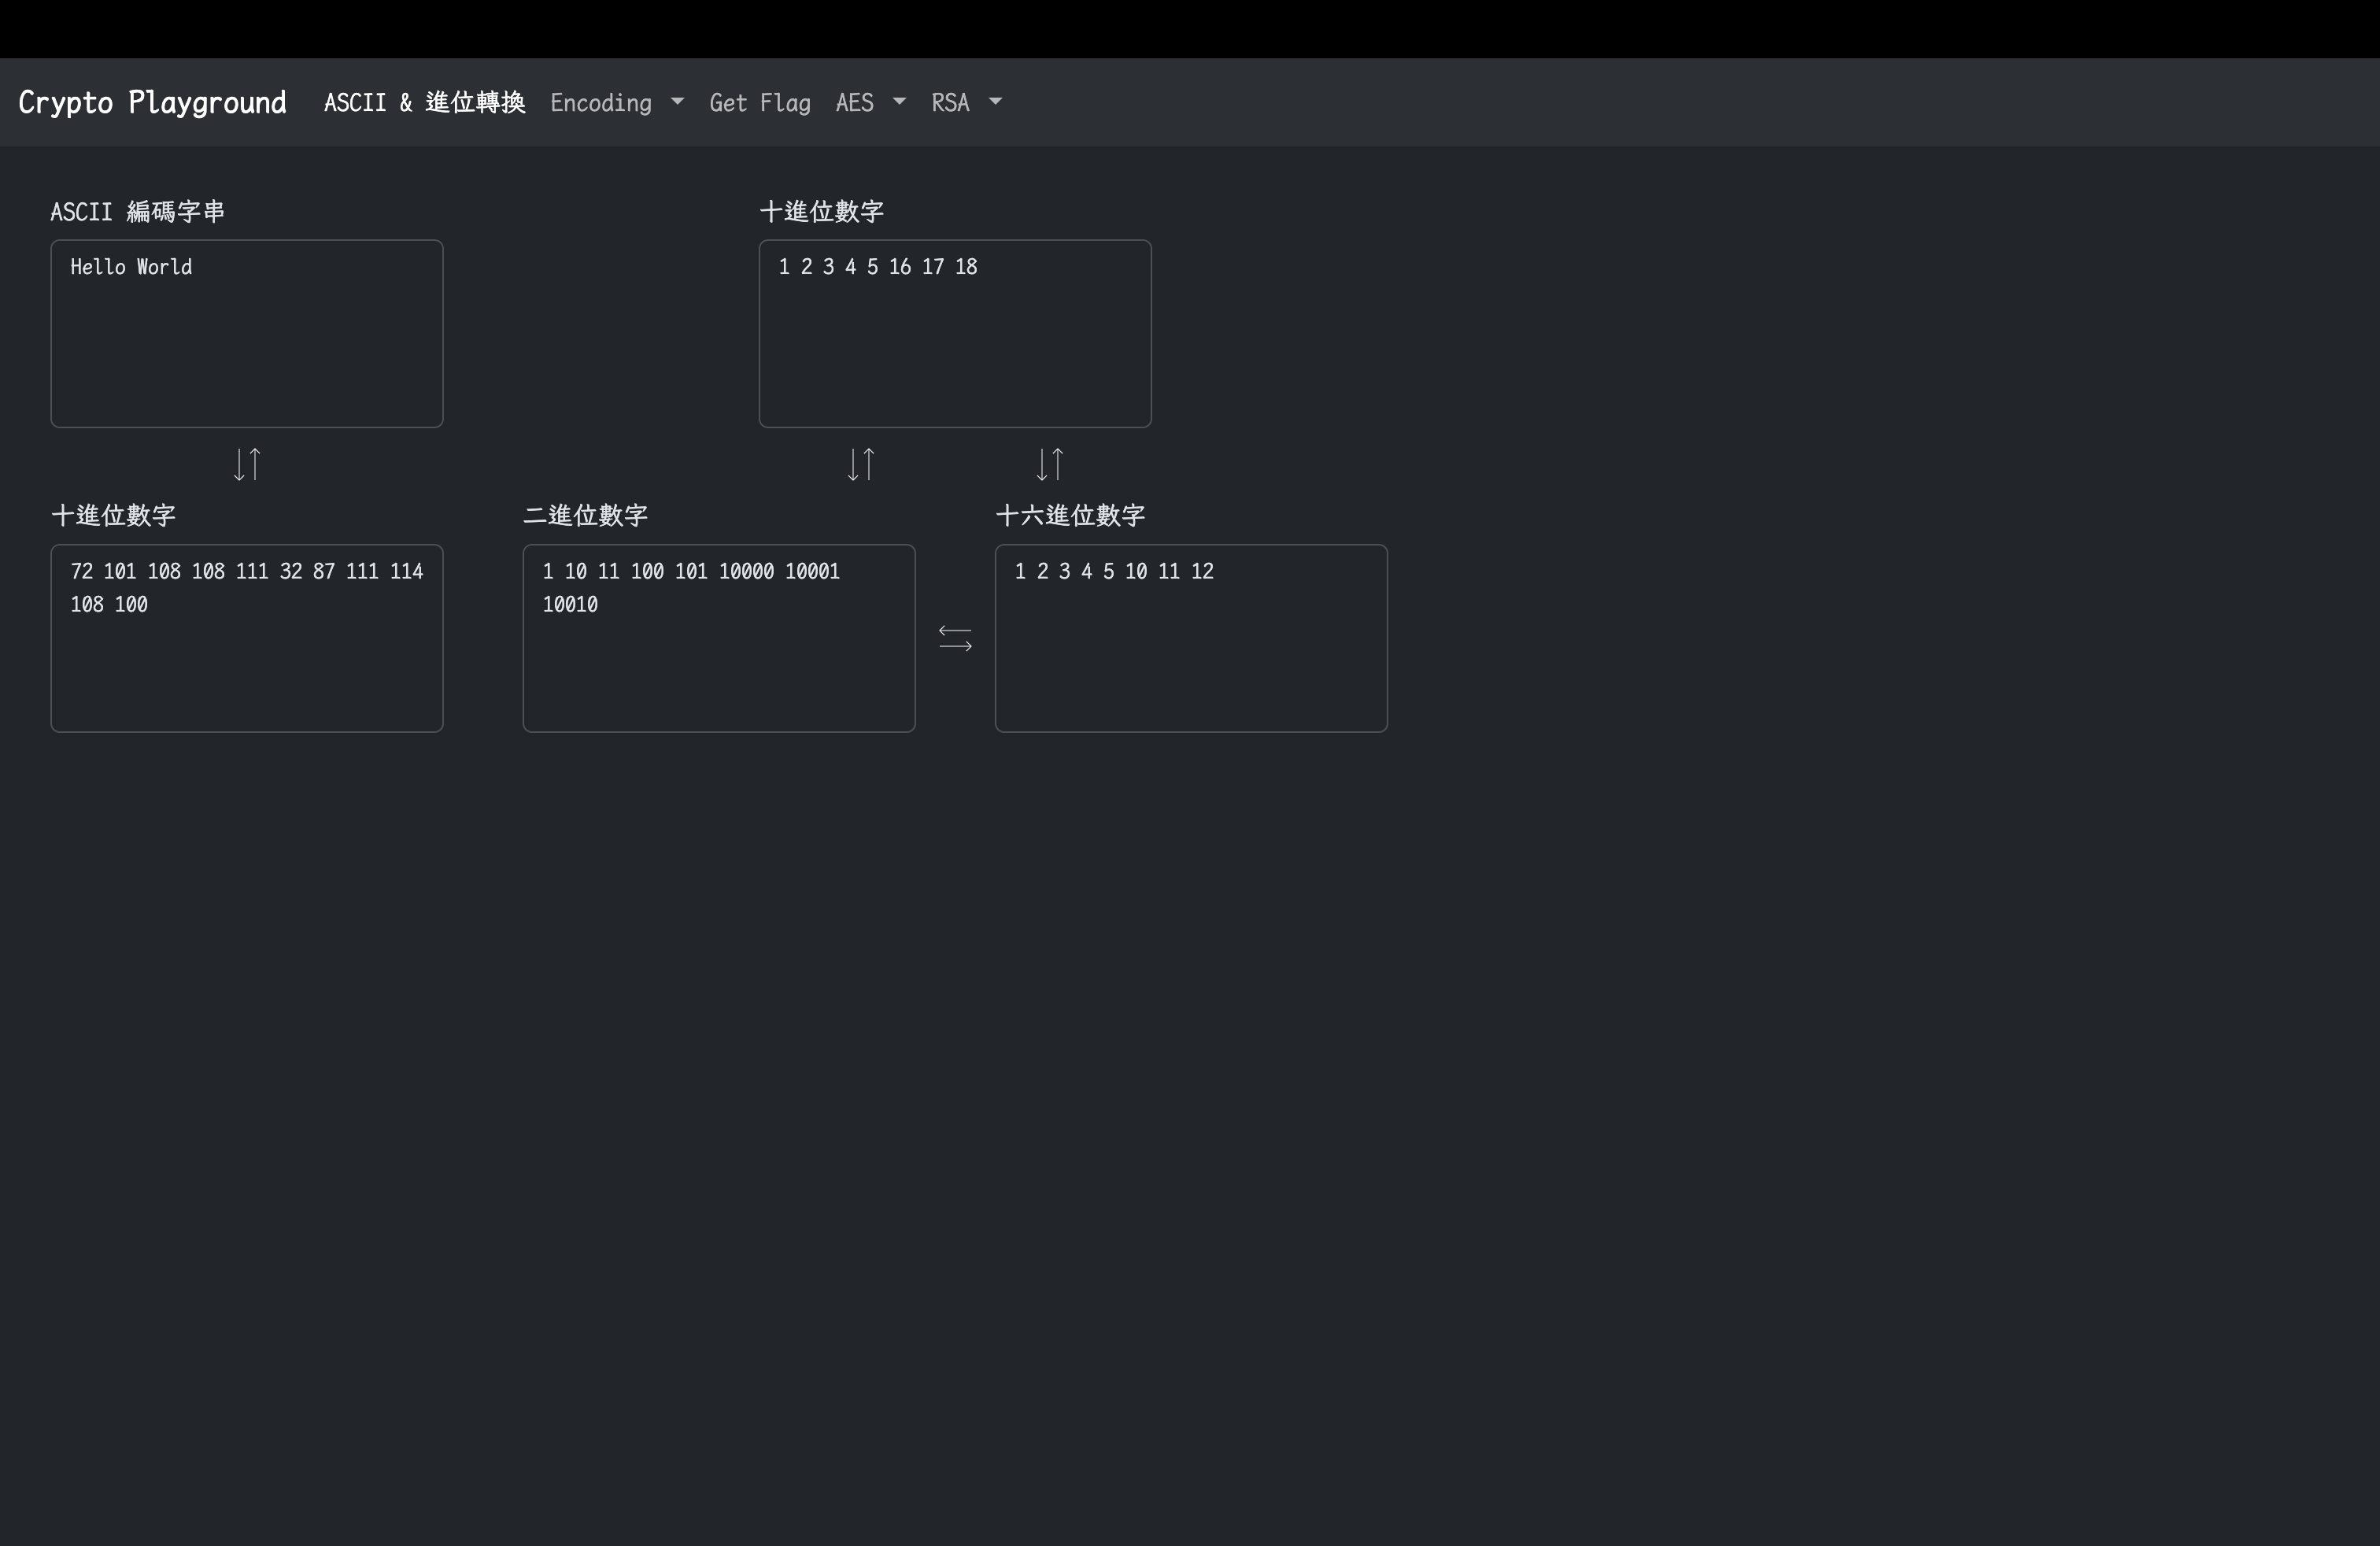 Crypto Playground ASCII & 進位轉換 Encoding Get Flag AES RSA
ASCII 編碼字串
Hello World
十進位數字
1 2 3 4 5 16 17 18
十進位數字
72 101 108 108 111 32 87 111 114
108 100
二進位數字
1 10 11 100 101 10000 10001
10010
十六進位數字
1 2 3 4 5 10 11 12